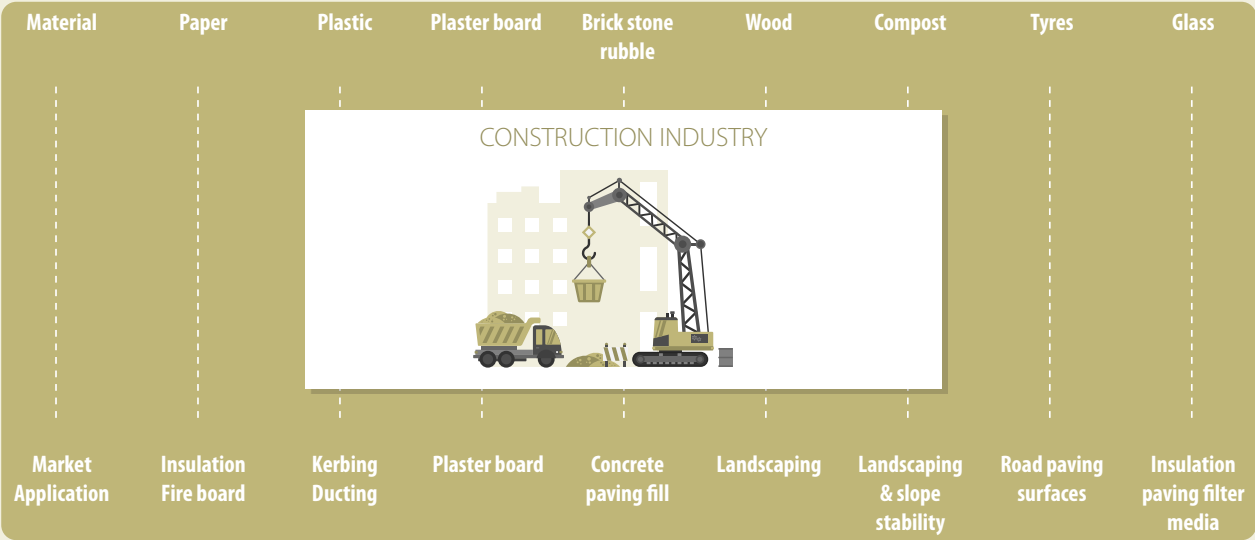 Material
Paper
Plastic
Plaster board
Brick stone
rubble
Wood
Compost
Tyres
Glass
CONSTRUCTION INDUSTRY
Market
Application
Insulation
Fire board
Kerbing
Ducting
Plaster board
Concrete
paving fill
Landscaping
Landscaping
& slope
stability
Road paving
surfaces
Insulation
paving filter
media